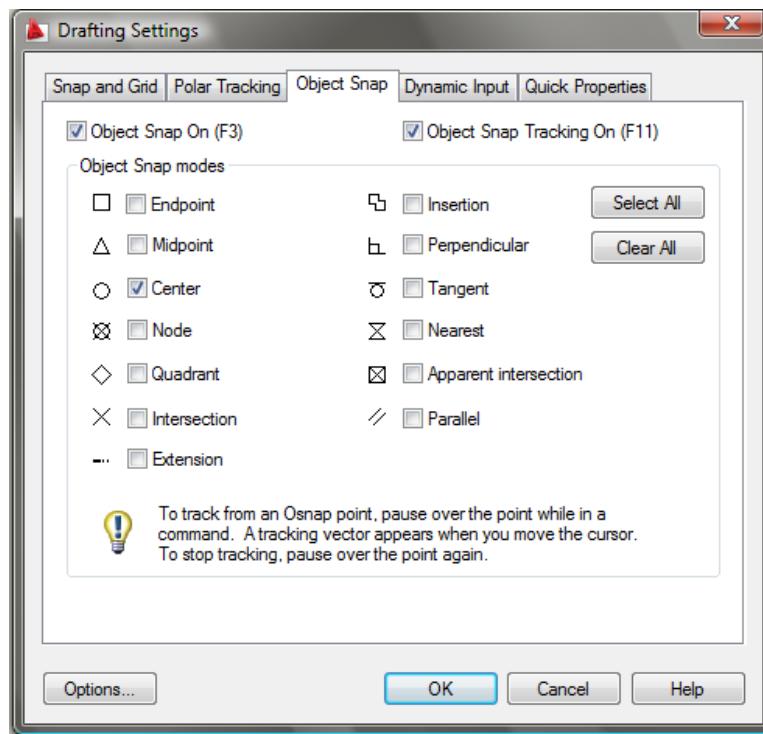 Drafting Settings
Snap and Grid Polar Tracking Object Snap Dynamic Input Quick Properties
Object Snap On (F3) Object Snap Tracking On (F11)
Object Snap modes
Endpoint Insertion Select All
Midpoint Perpendicular Clear All
Center Tangent
Node Nearest
Quadrant Apparent intersection
Intersection Parallel
Extension
To track from an Osnap point, pause over the point while in a
command. A tracking vector appears when you move the cursor.
To stop tracking, pause over the point again.
Options... OK Cancel Help